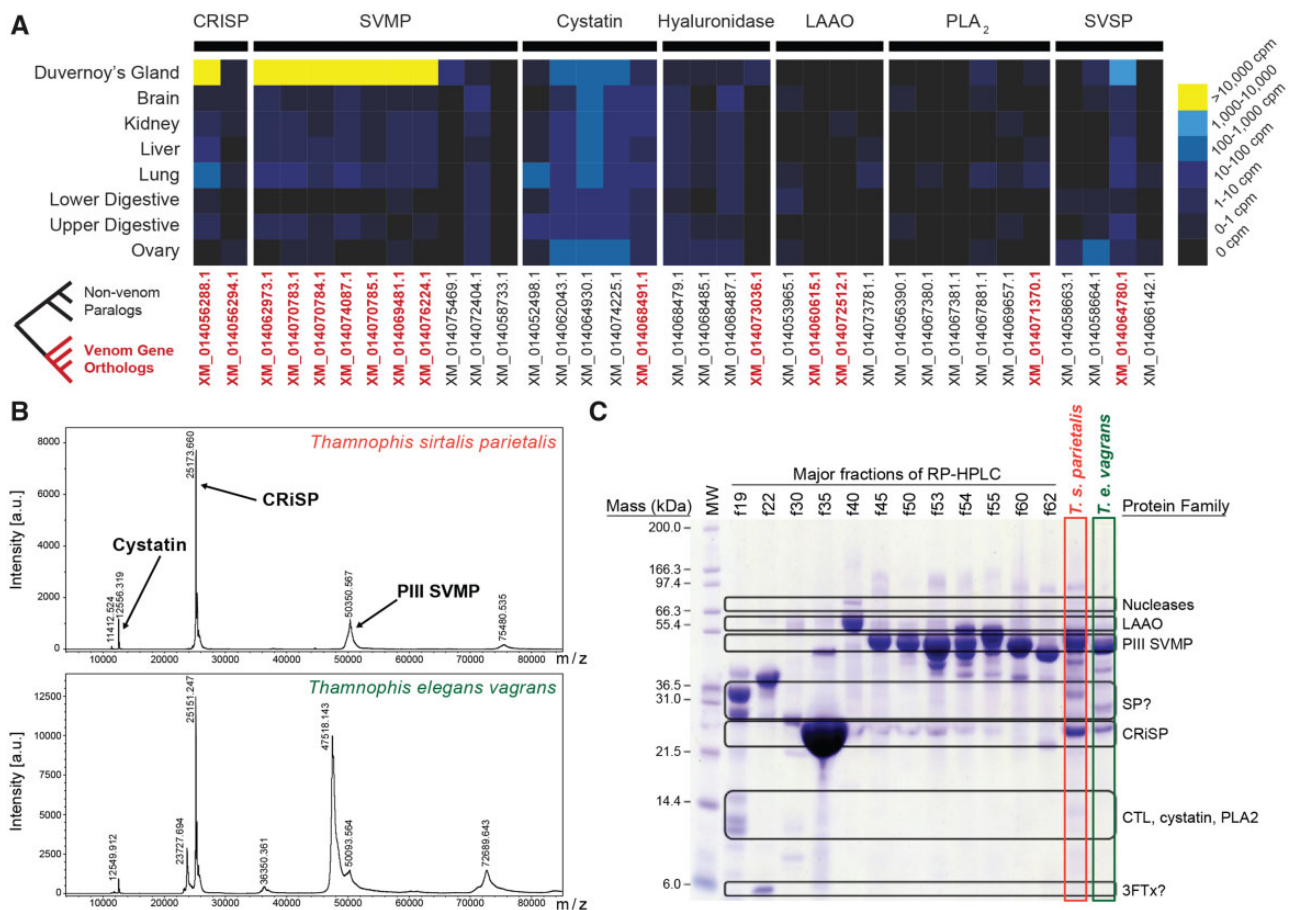 A
CRISP SVMP Cystatin Hyaluronidase LAAO PLA2 SVSP
Duvernoy's Gland
Brain
Kidney
Liver
Lung
Lower Digestive
Upper Digestive
Ovary
>10,000 cpm
1,000-10,000
100-1,000 cpm
10-100 cpm
1-10 cpm
0-1 cpm
0 cpm
Non-venom
Paralogs
Venom Gene
Orthologs
XM_014056288.1
XM_014056294.1
XM_014062973.1
XM_014070783.1
XM_014070784.1
XM_014074087.1
XM_014070785.1
XM_014069481.1
XM_014076224.1
XM_014075469.1
XM_014072404.1
XM_014058733.1
XM_014052498.1
XM_014062043.1
XM_014064930.1
XM_014074225.1
XM_014068491.1
XM_014068479.1
XM_014068485.1
XM_014068487.1
XM_014073036.1
XM_014053965.1
XM_014060615.1
XM_014072512.1
XM_014073781.1
XM_014056390.1
XM_014067380.1
XM_014067381.1
XM_014067881.1
XM_014069657.1
XM_014071370.1
XM_014058663.1
XM_014058664.1
XM_014064780.1
XM_014066142.1
B
Thamnophis sirtalis parietalis
Intensity [a.u.]
8000
6000
4000
2000
0
11412.524
12556.319
25173.660
50350.567
75480.535
CRiSP
Cystatin
PIII SVMP
10000 20000 30000 40000 50000 60000 70000 80000 m / z
Thamnophis elegans vagrans
Intensity [a.u.]
12500
10000
7500
5000
2500
0
12549.912
23727.694
25151.247
36350.361
47518.143
50093.564
72689.643
10000 20000 30000 40000 50000 60000 70000 80000 m / z
C
Major fractions of RP-HPLC
Mass (kDa) MW f19 f22 f30 f35 f40 f45 f50 f53 f54 f55 f60 f62 T. s. parietalis T. e. vagrans Protein Family
200.0
166.3
97.4
66.3
55.4
36.5
31.0
21.5
14.4
6.0
Nucleases
LAAO
PIII SVMP
SP?
CRiSP
CTL, cystatin, PLA2
3FTx?